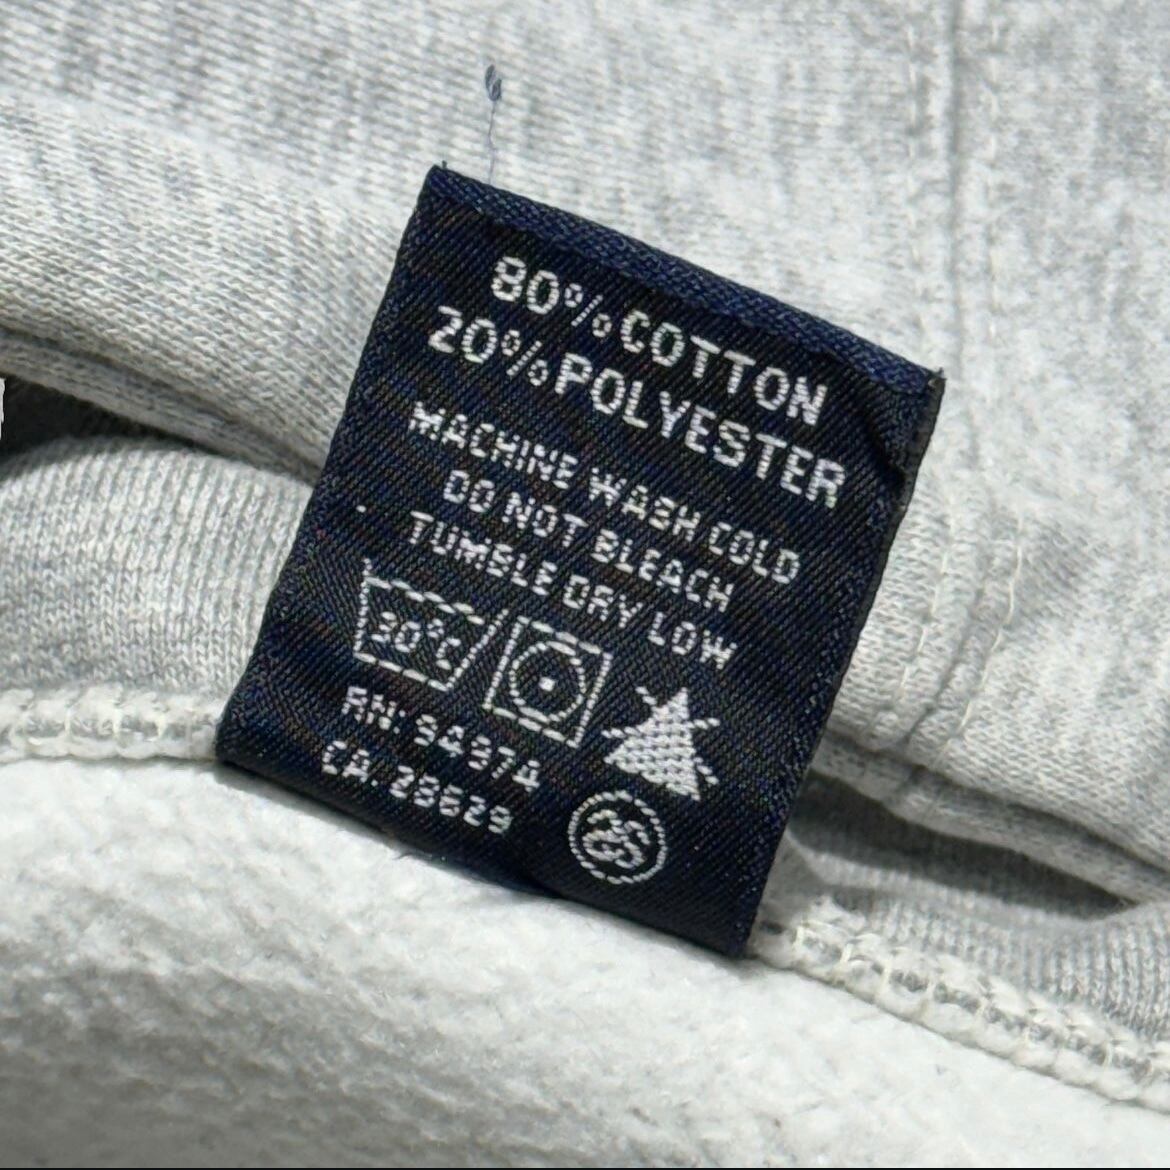 80% COTTON
20% POLYESTER
MACHINE WASH COLD
DO NOT BLEACH
TUMBLE DRY LOW
30°C
RN: 94974
CA: 28629